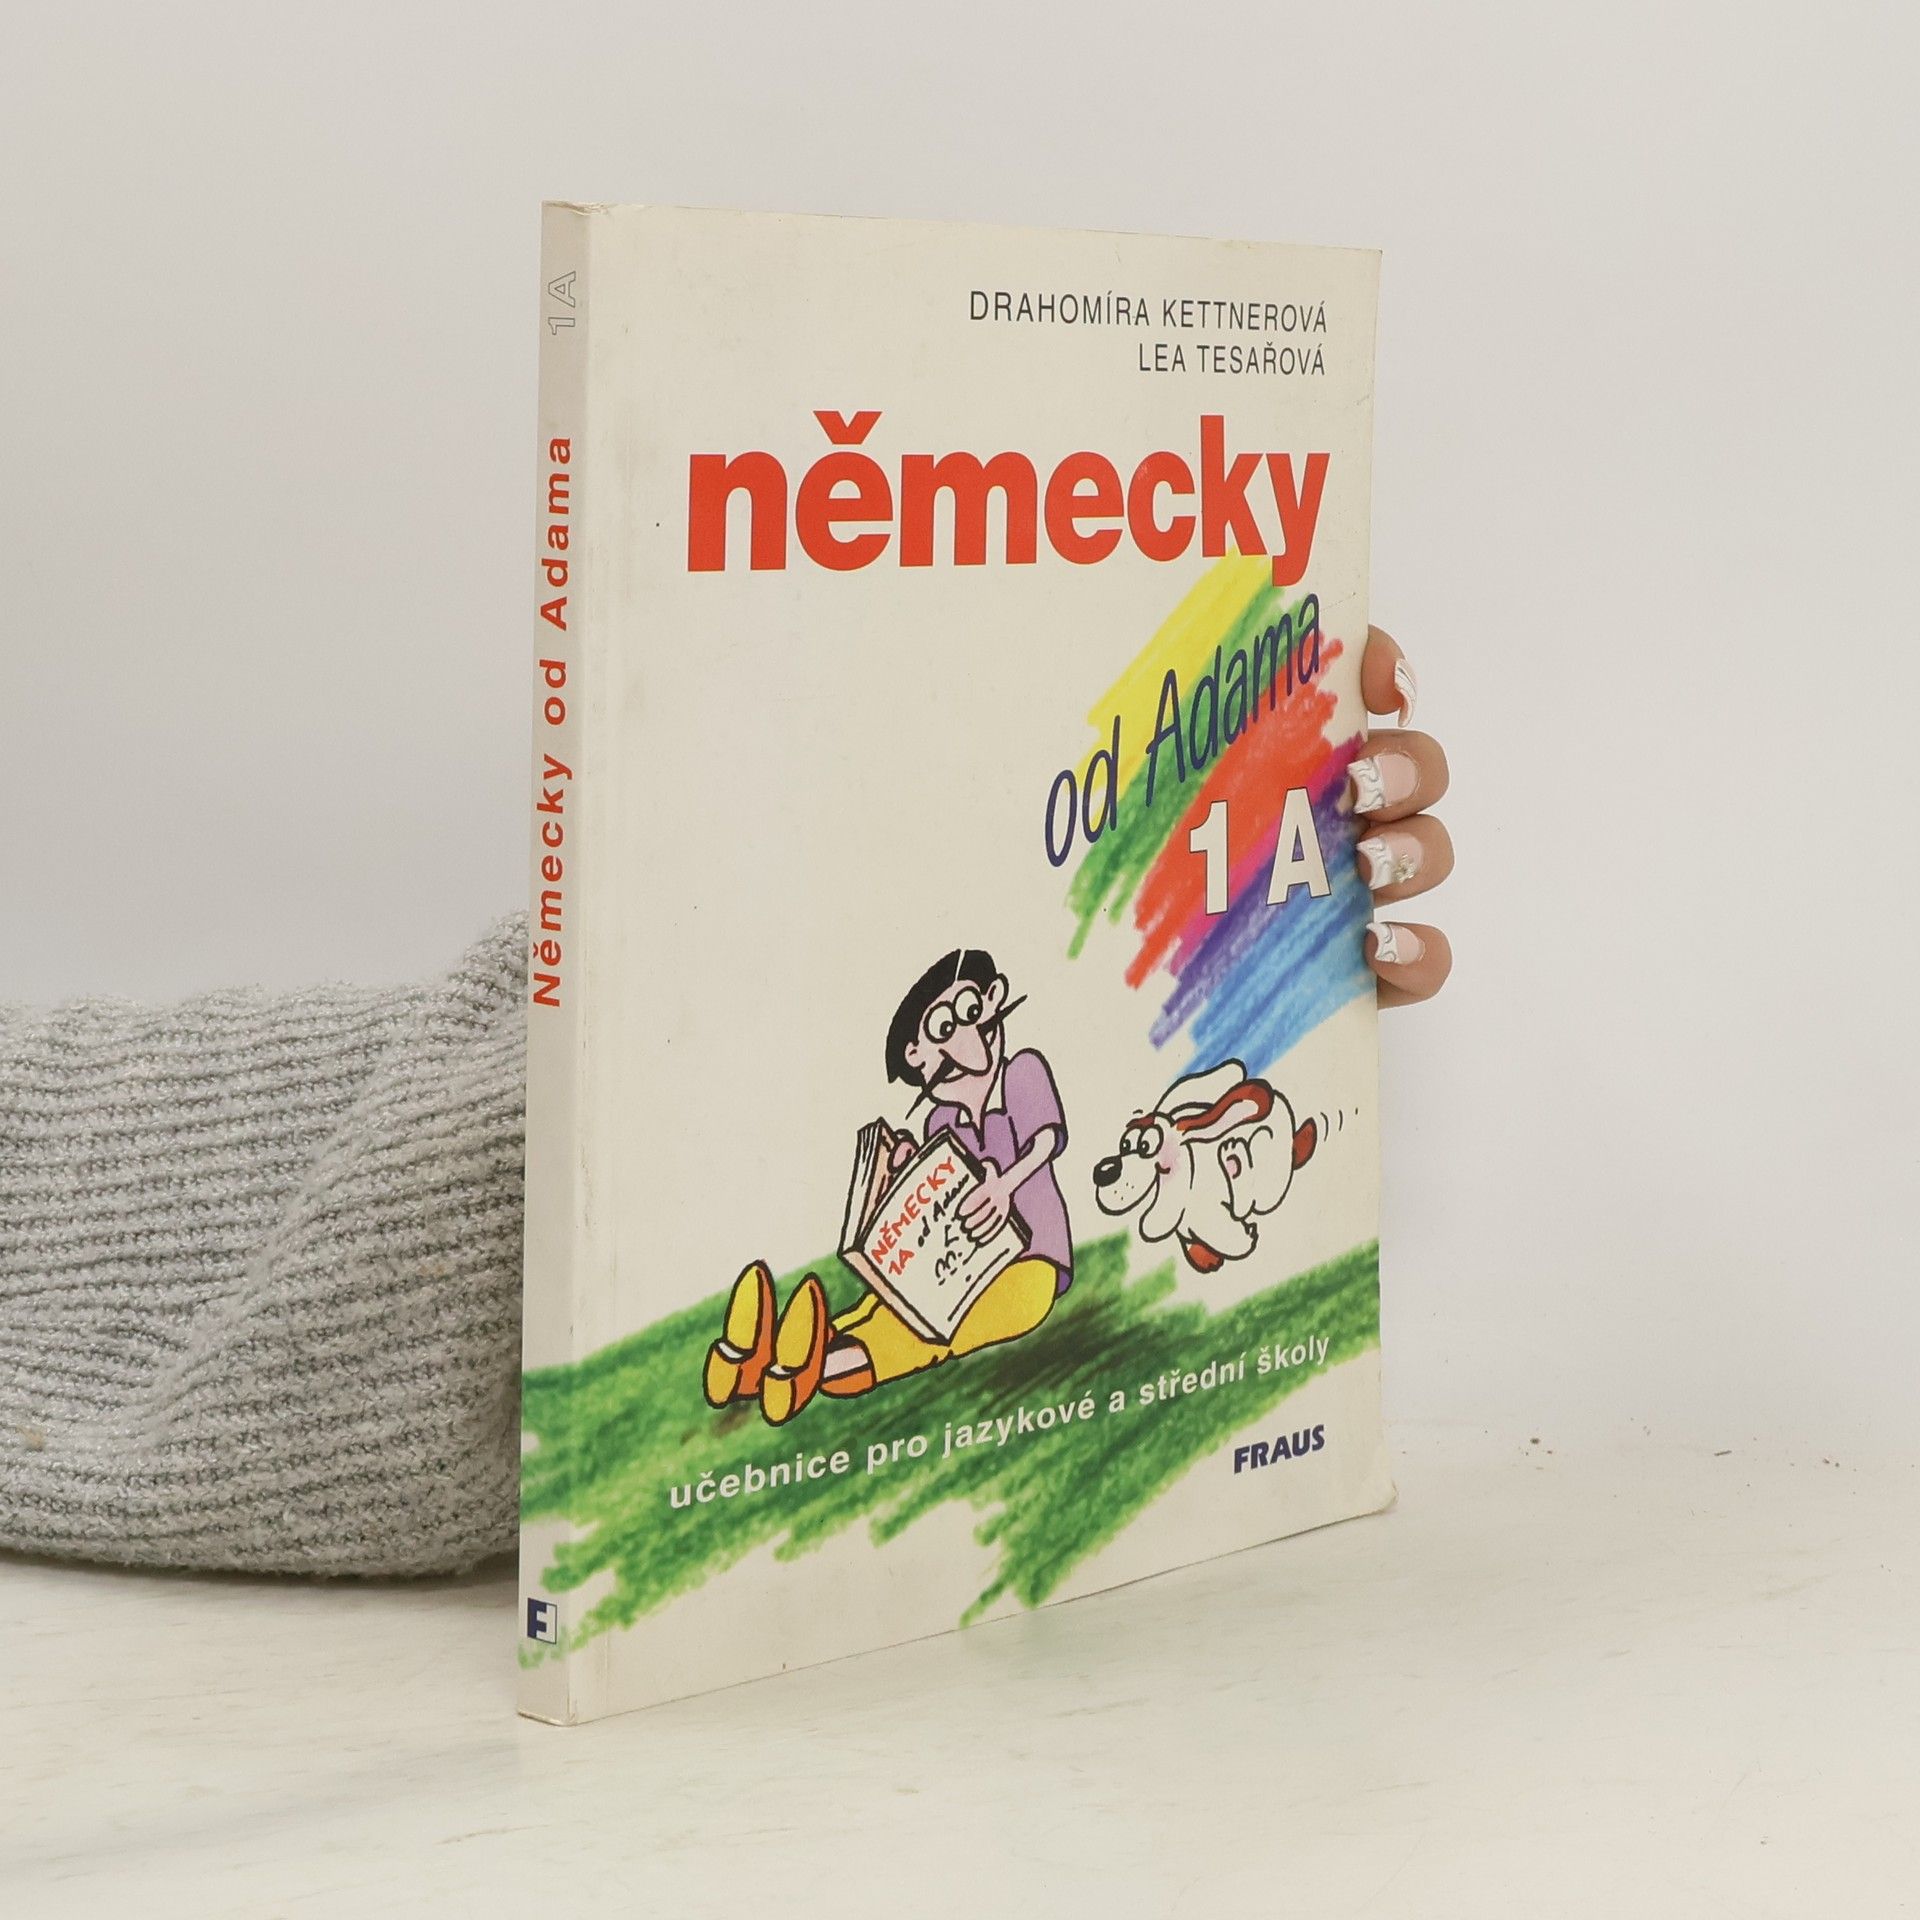 DRAHOMÍRA KETTNEROVÁ
LEA TESAŘOVÁ
německy
od Adama
1 A
NĚMECKY
1A od Adam
učebnice pro jazykové a střední školy
FRAUS
Německy od Adama 1A
F